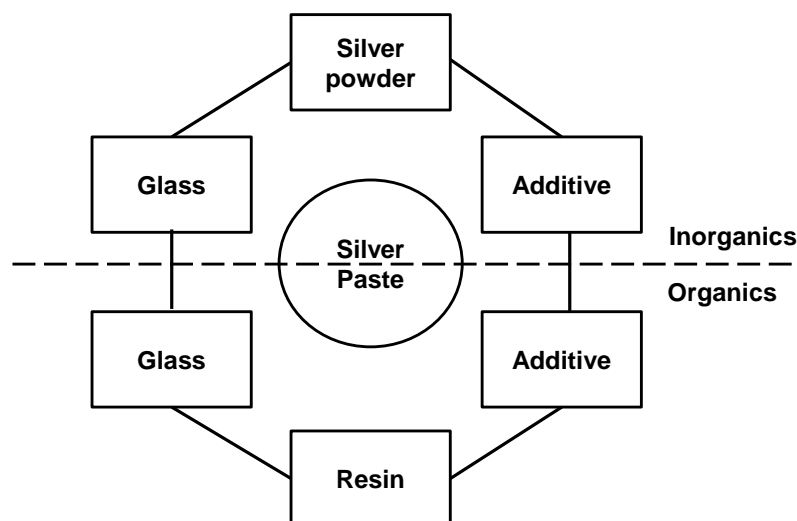 Silver
powder
Glass
Additive
Silver
Paste
Inorganics
Organics
Glass
Additive
Resin